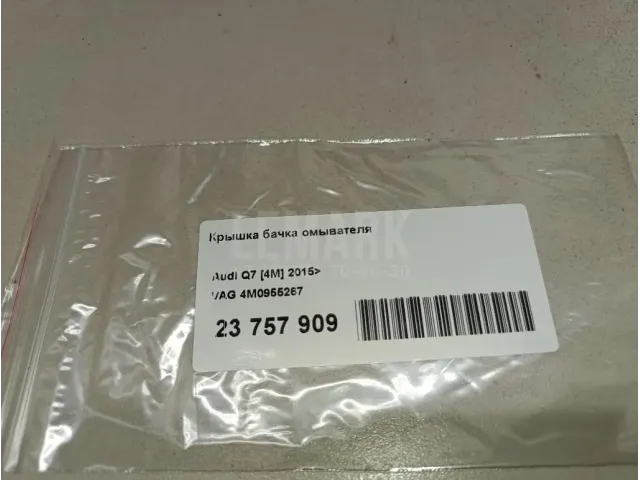 Крышка бачка омывателя
Audi Q7 [4M] 2015>
VAG 4M0955267
23 757 909